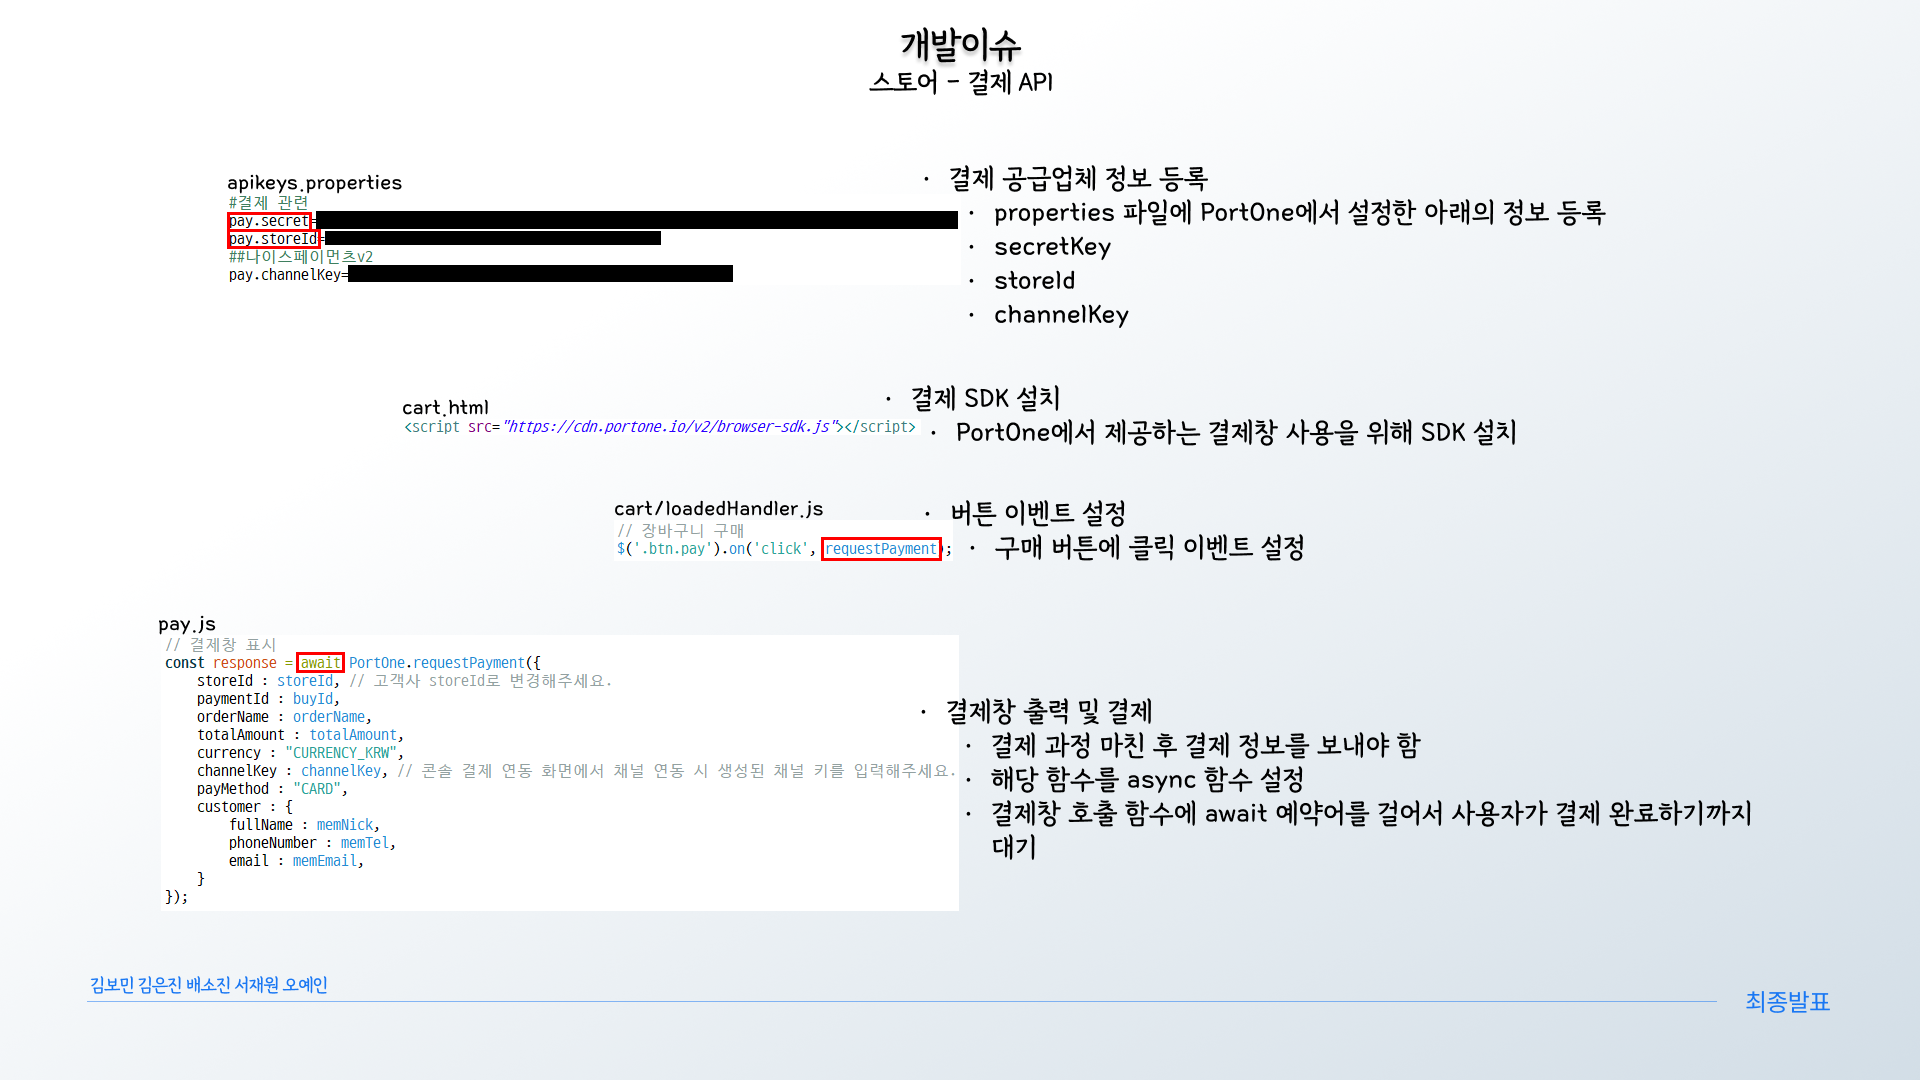 개발이슈
스토어 - 결제 API
apikeys.properties
#결제 관련
pay.secret=
pay.storeId=
##나이스페이먼츠v2
pay.channelKey=
· 결제 공급업체 정보 등록
· properties 파일에 PortOne에서 설정한 아래의 정보 등록
· secretKey
· storeId
· channelKey
cart.html
<script src="https://cdn.portone.io/v2/browser-sdk.js"></script>
· 결제 SDK 설치
· PortOne에서 제공하는 결제창 사용을 위해 SDK 설치
cart/loadedHandler.js
// 장바구니 구매
$('.btn.pay').on('click', requestPayment);
· 버튼 이벤트 설정
· 구매 버튼에 클릭 이벤트 설정
pay.js
// 결제창 표시
const response = await PortOne.requestPayment({
storeId : storeId, // 고객사 storeId로 변경해주세요.
paymentId : buyId,
orderName : orderName,
totalAmount : totalAmount,
currency : "CURRENCY_KRW",
channelKey : channelKey, // 콘솔 결제 연동 화면에서 채널 연동 시 생성된 채널 키를 입력해주세요.
payMethod : "CARD",
customer : {
fullName : memNick,
phoneNumber : memTel,
email : memEmail,
}
});
· 결제창 출력 및 결제
· 결제 과정 마친 후 결제 정보를 보내야 함
· 해당 함수를 async 함수 설정
· 결제창 호출 함수에 await 예약어를 걸어서 사용자가 결제 완료하기까지
대기
김보민 김은진 배소진 서재원 오예인
최종발표